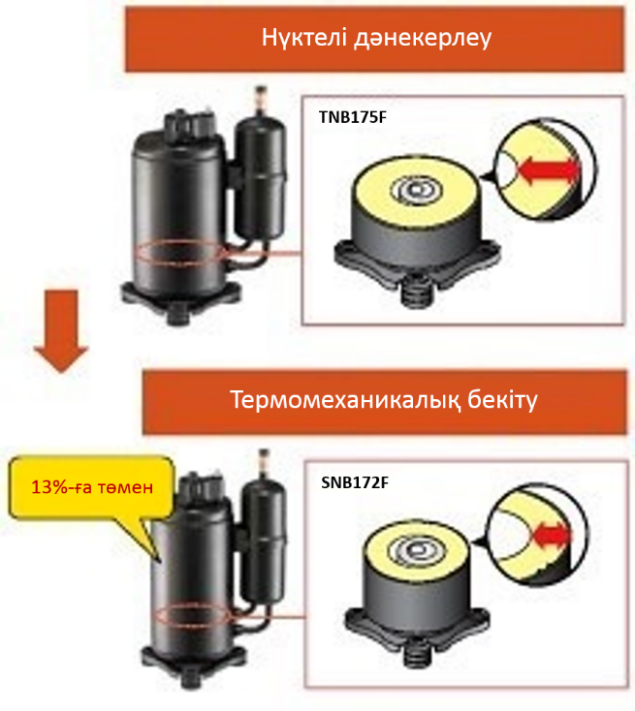 Нүктелі дәнекерлеу
TNB175F
Термомеханикалық бекіту
13%-ға төмен
SNB172F